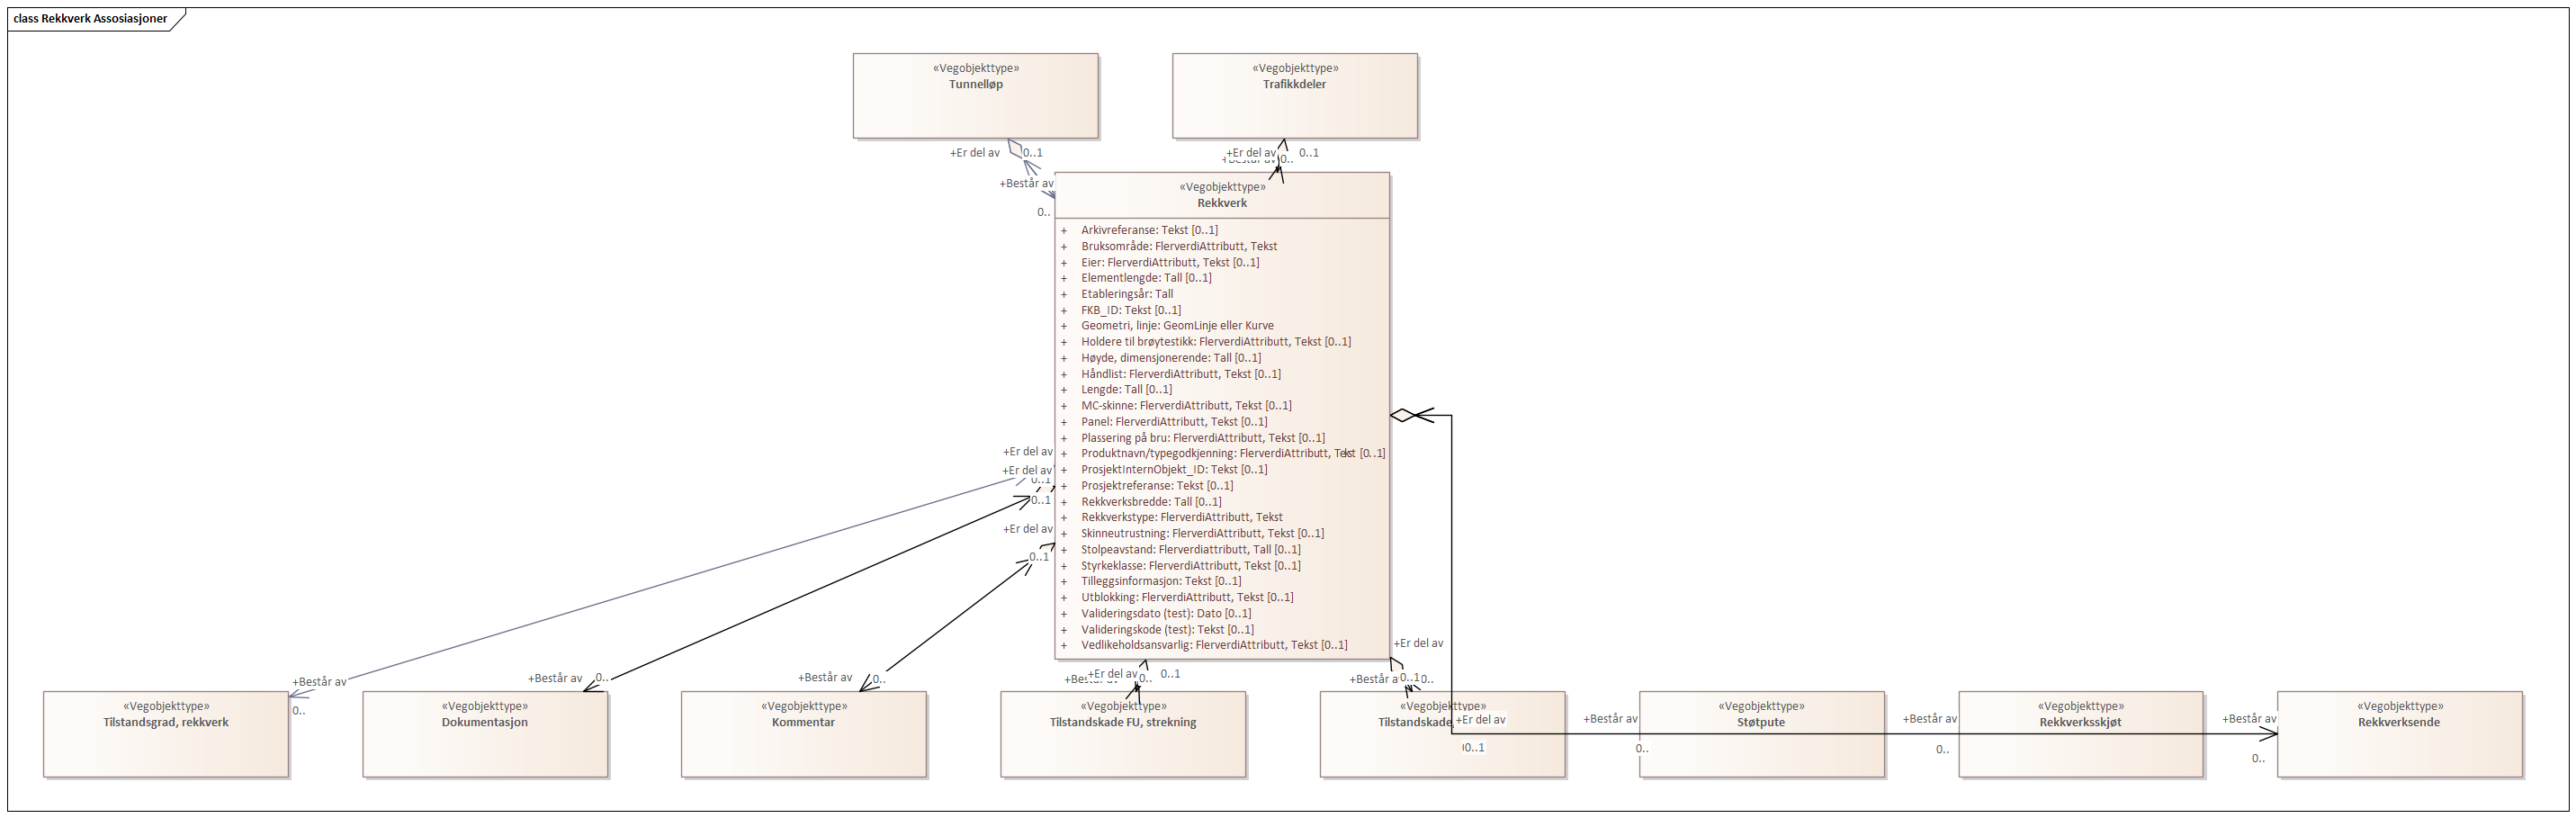 class Rekkverk Assosiasjoner
«Vegobjekttype»
Tunnelløp
«Vegobjekttype»
Trafikkdeler
+Er del av
0..1
+Er del av
0..1
+Består av
0..
+Består av
0..
«Vegobjekttype»
Rekkverk
+ Arkivreferanse: Tekst [0..1]
+ Bruksområde: FlerverdiAttributt, Tekst
+ Eier: FlerverdiAttributt, Tekst [0..1]
+ Elementlengde: Tall [0..1]
+ Etableringsår: Tall
+ FKB_ID: Tekst [0..1]
+ Geometri, linje: GeomLinje eller Kurve
+ Holdere til brøytestikk: FlerverdiAttributt, Tekst [0..1]
+ Høyde, dimensjonerende: Tall [0..1]
+ Håndlist: FlerverdiAttributt, Tekst [0..1]
+ Lengde: Tall [0..1]
+ MC-skinne: FlerverdiAttributt, Tekst [0..1]
+ Panel: FlerverdiAttributt, Tekst [0..1]
+ Plassering på bru: FlerverdiAttributt, Tekst [0..1]
+ Produktnavn/typegodkjenning: FlerverdiAttributt, Tekst [0..1]
+ ProsjektInternObjekt_ID: Tekst [0..1]
+ Prosjektreferanse: Tekst [0..1]
+ Rekkverksbredde: Tall [0..1]
+ Rekkverkstype: FlerverdiAttributt, Tekst
+ Skinneutrustning: FlerverdiAttributt, Tekst [0..1]
+ Stolpeavstand: Flerverdiattributt, Tall [0..1]
+ Styrkeklasse: FlerverdiAttributt, Tekst [0..1]
+ Tilleggsinformasjon: Tekst [0..1]
+ Utblokking: FlerverdiAttributt, Tekst [0..1]
+ Valideringsdato (test): Dato [0..1]
+ Valideringskode (test): Tekst [0..1]
+ Vedlikeholdsansvarlig: FlerverdiAttributt, Tekst [0..1]
+Er del av
+Er del av
0..1
0..1
+Er del av
0..1
+Er del av
+Er del av
0..1
+Består av
0..
+Består av
0..
+Består av
0..
0..
0..1
0..
«Vegobjekttype»
Tilstandsgrad, rekkverk
«Vegobjekttype»
Dokumentasjon
«Vegobjekttype»
Kommentar
«Vegobjekttype»
Tilstandskade FU, strekning
«Vegobjekttype»
Tilstandskade,
+Er del av
0..1
+Består av
0..
«Vegobjekttype»
Støtpute
+Består av
0..
«Vegobjekttype»
Rekkverksskjøt
+Består av
0..
«Vegobjekttype»
Rekkverksende